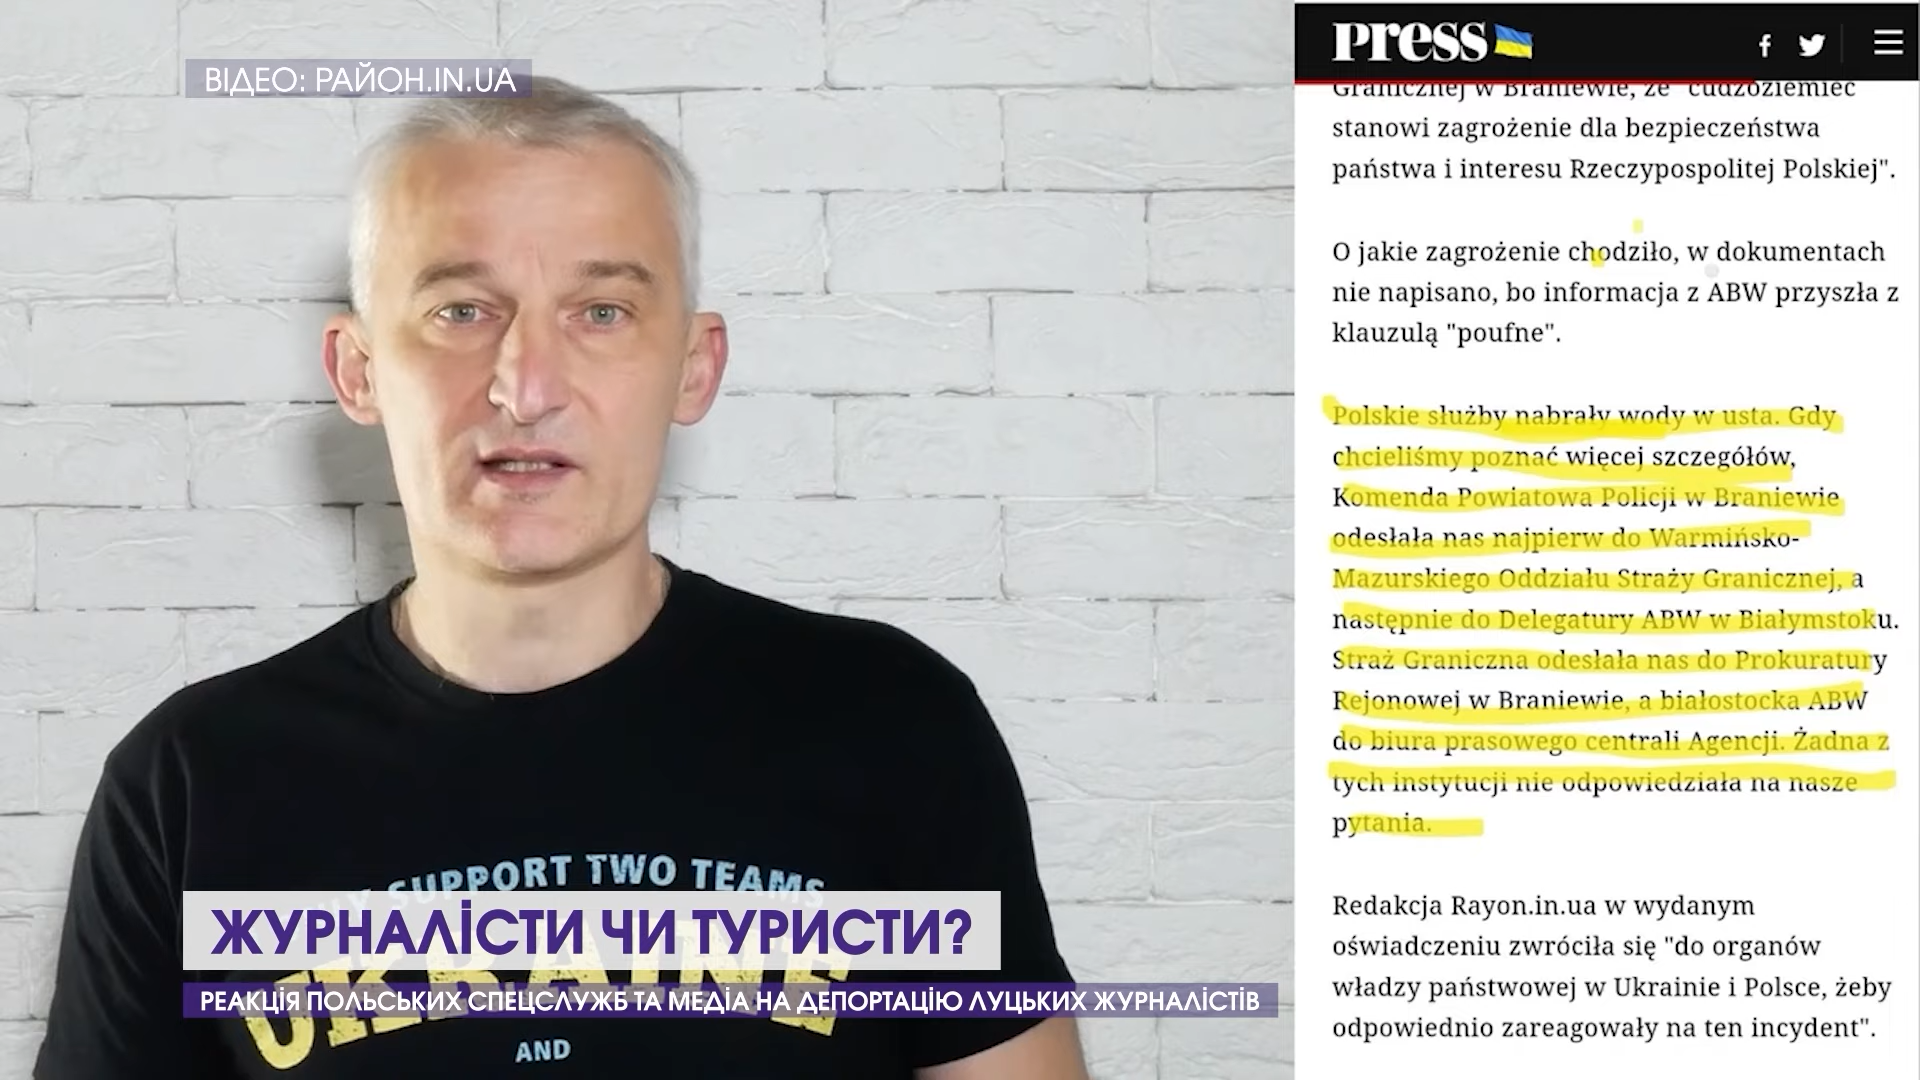 ВІДЕО: РАЙОН.IN.UA
SUPPORT TWO TEAMS
UKRAINE
AND
ЖУРНАЛІСТИ ЧИ ТУРИСТИ?
РЕАКЦІЯ ПОЛЬСЬКИХ СПЕЦСЛУЖБ ТА МЕДІА НА ДЕПОРТАЦІЮ ЛУЦЬКИХ ЖУРНАЛІСТІВ
press
Granicznej w Braniewie, że "cudzoziemiec
stanowi zagrożenie dla bezpieczeństwa
państwa i interesu Rzeczypospolitej Polskiej".
O jakie zagrożenie chodziło, w dokumentach
nie napisano, bo informacja z ABW przyszła z
klauzulą "poufne".
Polskie służby nabrały wody w usta. Gdy
chcieliśmy poznać więcej szczegółów,
Komenda Powiatowa Policji w Braniewie
odesłała nas najpierw do Warmińsko-
Mazurskiego Oddziału Straży Granicznej, a
następnie do Delegatury ABW w Białymstoku.
Straż Graniczna odesłała nas do Prokuratury
Rejonowej w Braniewie, a białostocka ABW
do biura prasowego centrali Agencji. Żadna z
tych instytucji nie odpowiedziała na nasze
pytania.
Redakcja Rayon.in.ua w wydanym
oświadczeniu zwróciła się "do organów
władzy państwowej w Ukrainie i Polsce, żeby
odpowiednio zareagowały na ten incydent".